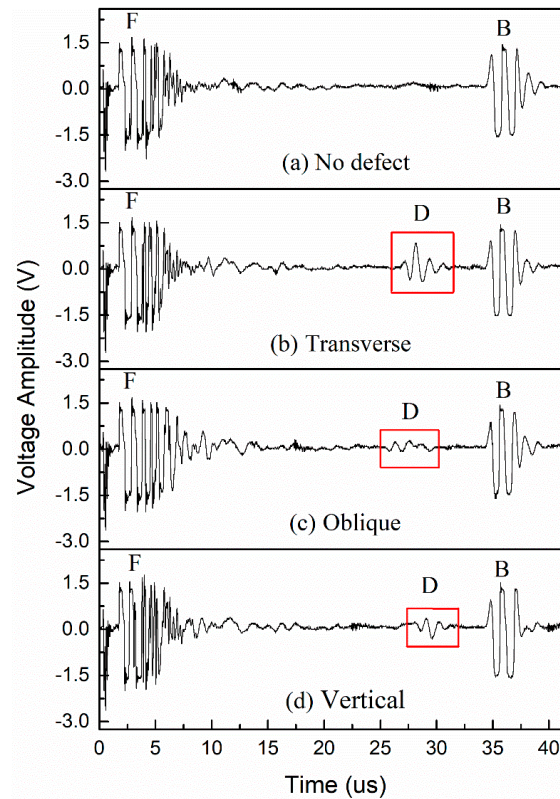 F B
1.5
0.0
-1.5
-3.0
(a) No defect
F D B
1.5
0.0
-1.5
-3.0
(b) Transverse
F D B
1.5
0.0
-1.5
-3.0
(c) Oblique
F D B
1.5
0.0
-1.5
-3.0
(d) Vertical
0 5 10 15 20 25 30 35 40
Time (us)
Voltage Amplitude (V)